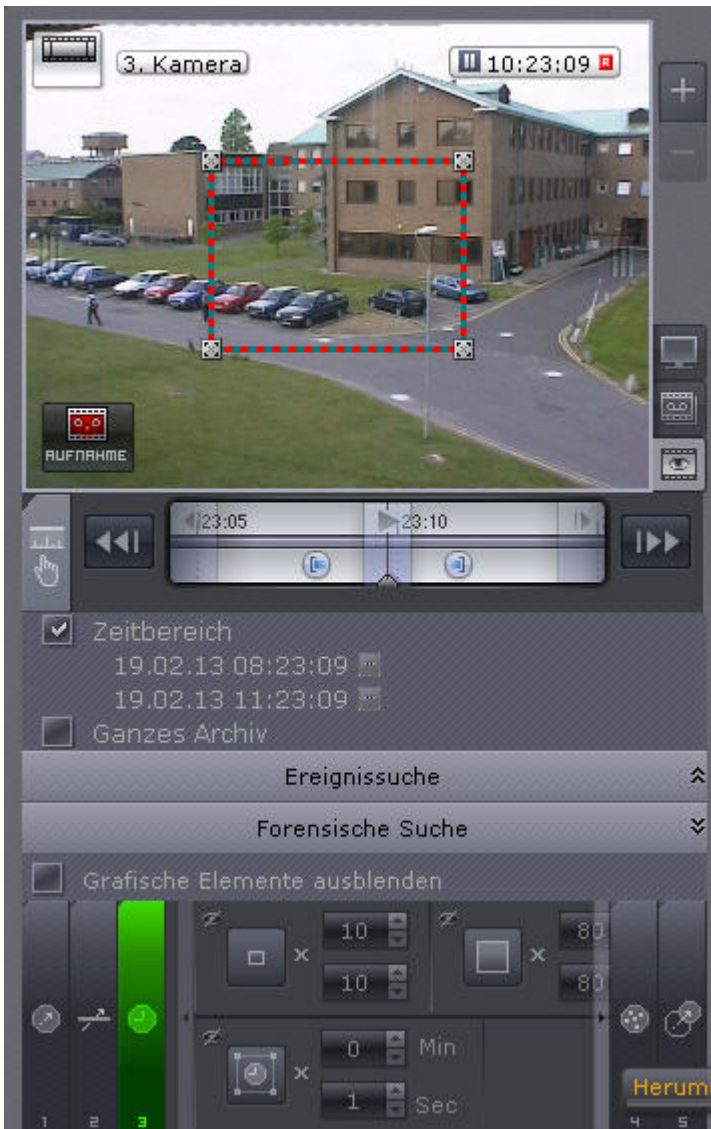 3. Kamera
10:23:09 R
AUFNAHME
23:05 23:10
Zeitbereich
19.02.13 08:23:09
19.02.13 11:23:09
Ganzes Archiv
Ereignissuche
Forensische Suche
Grafische Elemente ausblenden
10 80
10 80
0 Min
1 Sec
Herum
1 2 3 4 5